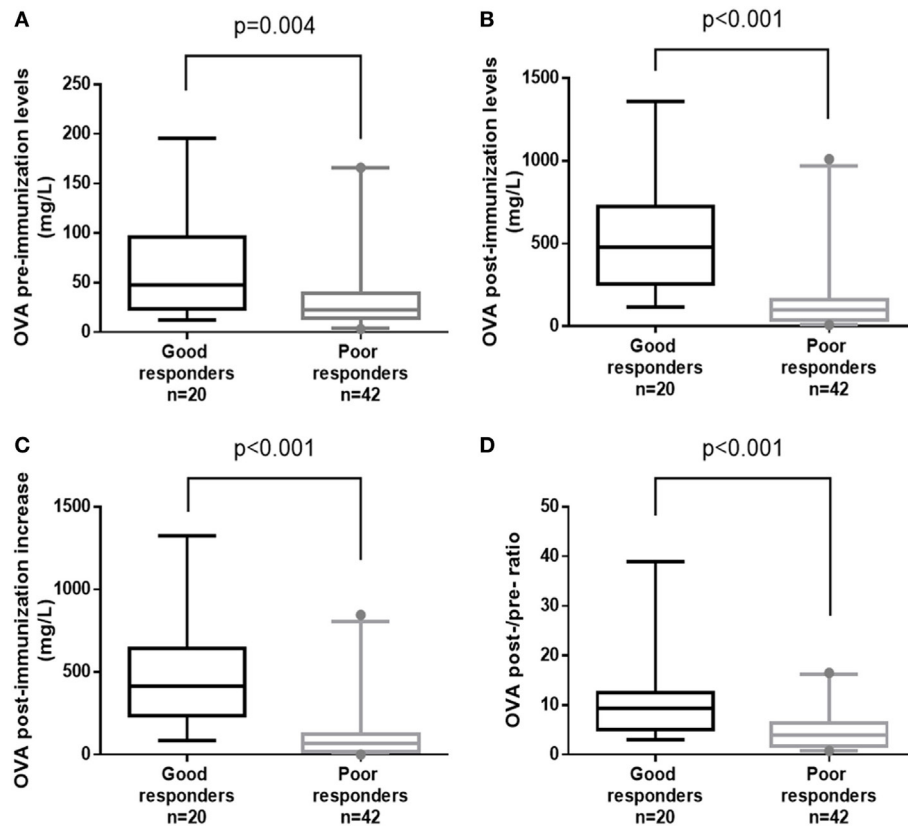 A
p=0.004
OVA pre-immunization levels
(mg/L)
250
200
150
100
50
0
Good
responders
n=20
Poor
responders
n=42
B
p<0.001
OVA post-immunization levels
(mg/L)
1500
1000
500
0
Good
responders
n=20
Poor
responders
n=42
C
p<0.001
OVA post-immunization increase
(mg/L)
1500
1000
500
0
Good
responders
n=20
Poor
responders
n=42
D
p<0.001
OVA post-/pre- ratio
50
40
30
20
10
0
Good
responders
n=20
Poor
responders
n=42